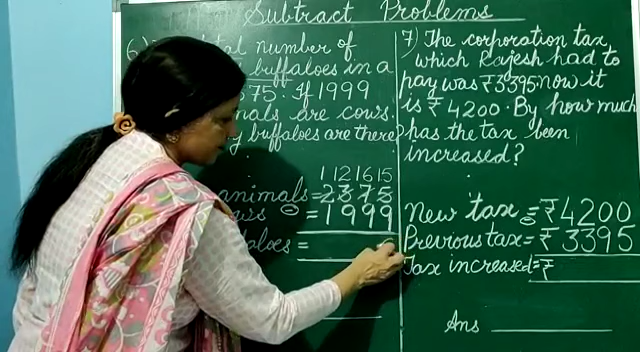 Subtract Problems
6) total number of
buffaloes in a
375. If 1999
are cows.
buffaloes are there?
1 12 16 15
animals = 2375
= 1999
=
7) The corporation tax
which Rajesh had to
pay was ₹3395. now it
is ₹ 4200. By how much
has the tax been
increased?
New tax = ₹4200
Previous tax = ₹ 3395
Tax increased = ₹
Ans